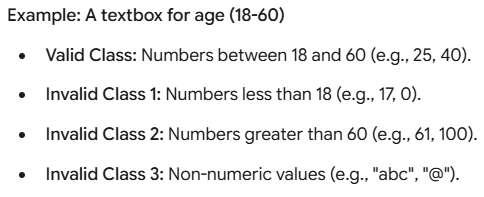 Example: A textbox for age (18-60)
• Valid Class: Numbers between 18 and 60 (e.g., 25, 40).
• Invalid Class 1: Numbers less than 18 (e.g., 17, 0).
• Invalid Class 2: Numbers greater than 60 (e.g., 61, 100).
• Invalid Class 3: Non-numeric values (e.g., "abc", "@").